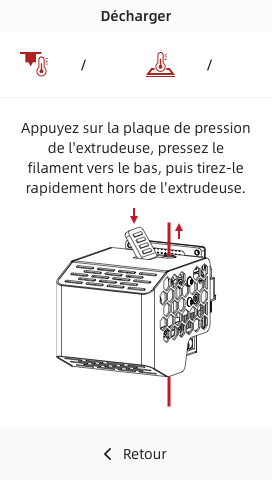 Décharger
/ /
Appuyez sur la plaque de pression
de l'extrudeuse, pressez le
filament vers le bas, puis tirez-le
rapidement hors de l'extrudeuse.
Retour